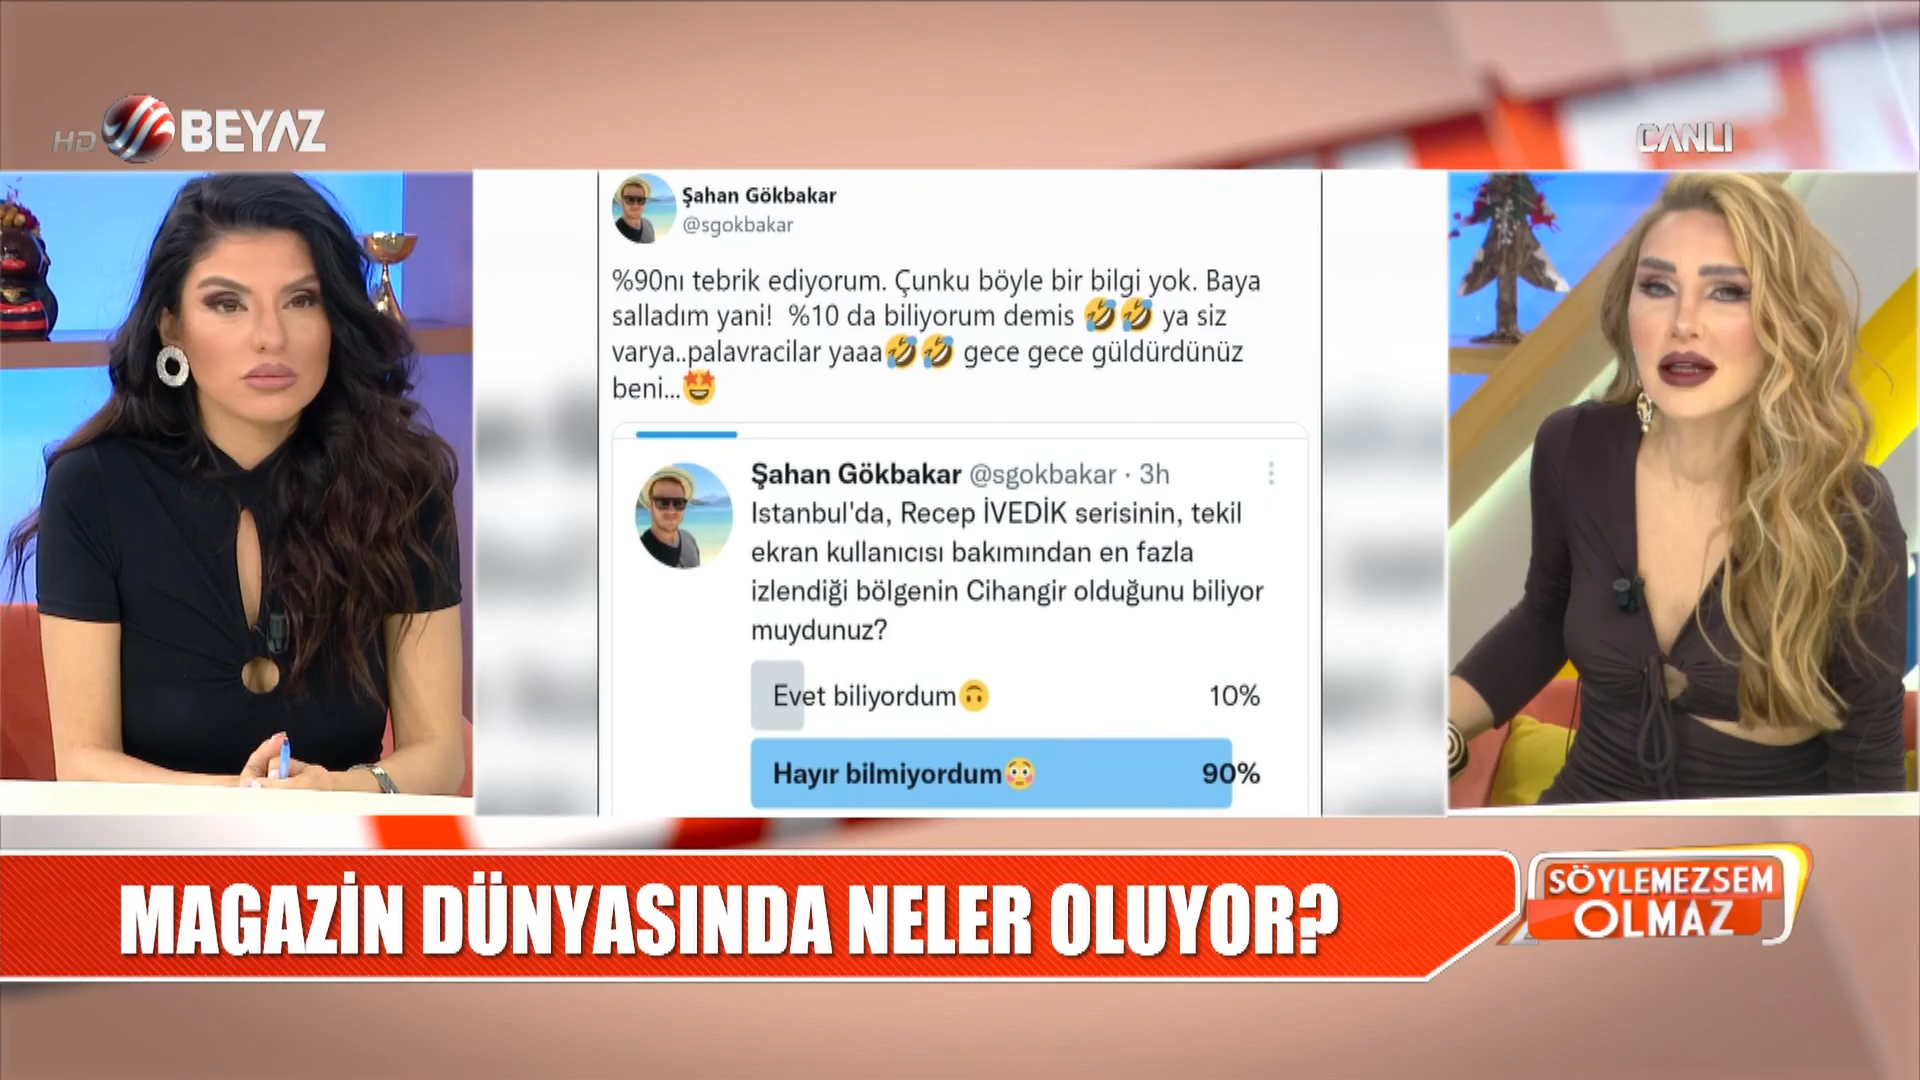 HD BEYAZ
CANLI
Şahan Gökbakar
@sgokbakar
%90nı tebrik ediyorum. Çunku böyle bir bilgi yok. Baya
salladım yani! %10 da biliyorum demis 🤣🤣 ya siz
varya..palavracilar yaaa🤣🤣 gece gece güldürdünüz
beni...🤩
Şahan Gökbakar @sgokbakar · 3h
Istanbul'da, Recep İVEDİK serisinin, tekil
ekran kullanıcısı bakımından en fazla
izlendiği bölgenin Cihangir olduğunu biliyor
muydunuz?
Evet biliyordum🙃 10%
Hayır bilmiyordum😳 90%
MAGAZİN DÜNYASINDA NELER OLUYOR?
SÖYLEMEZSEM
OLMAZ